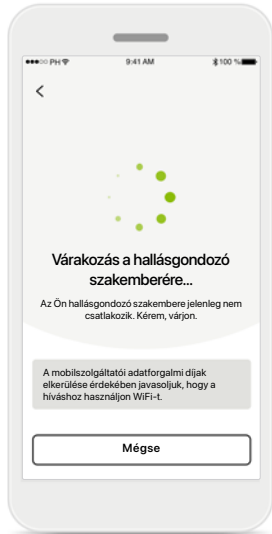 ●●●○○ PH 9:41 AM 100 %
Várakozás a hallásgondozó
szakemberére...
Az Ön hallásgondozó szakembere jelenleg nem
csatlakozik. Kérem, várjon.
A mobilszolgáltatói adatforgalmi díjak
elkerülése érdekében javasoljuk, hogy a
híváshoz használjon WiFi-t.
Mégse